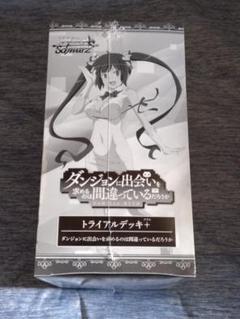 Schwarz
ダンジョンに出会いを
求めるのは間違っているだろうか
トライアルデッキ+
ダンジョンに出会いを求めるのは間違っているだろうか